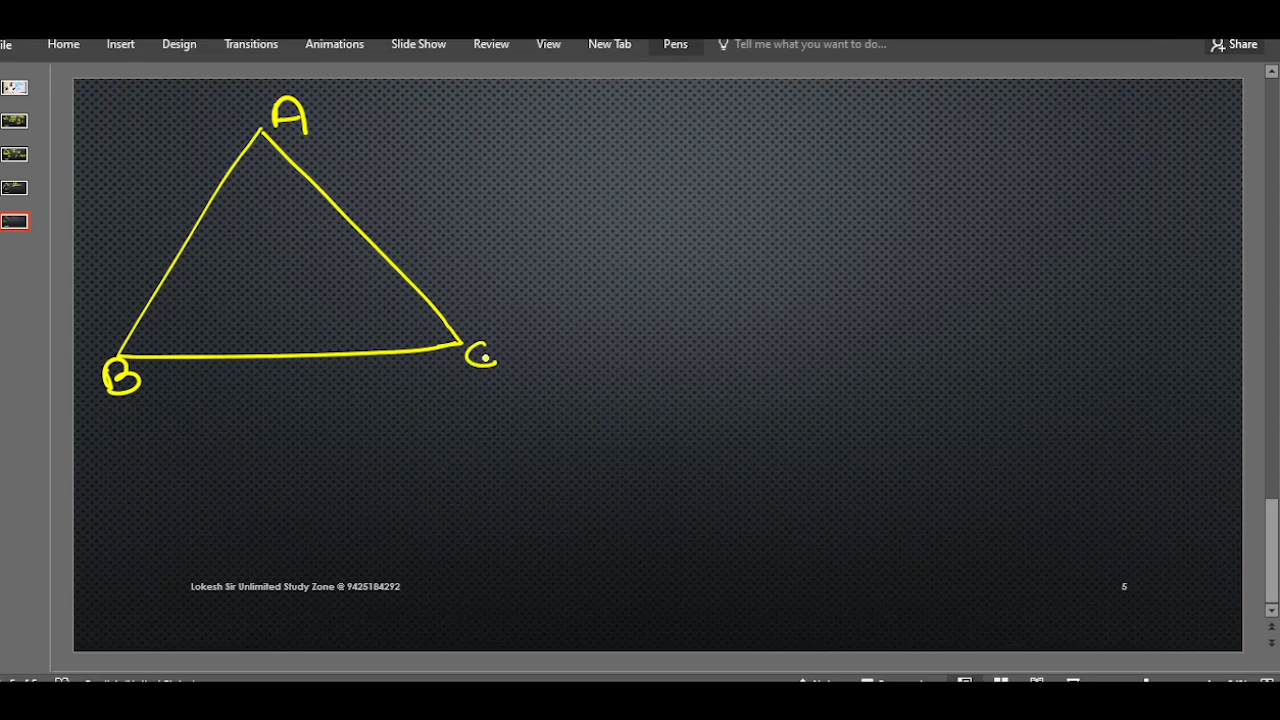 ile Home Insert Design Transitions Animations Slide Show Review View New Tab Pens Tell me what you want to do... Share
A
B
C
Lokesh Sir Unlimited Study Zone @ 9425184292
5